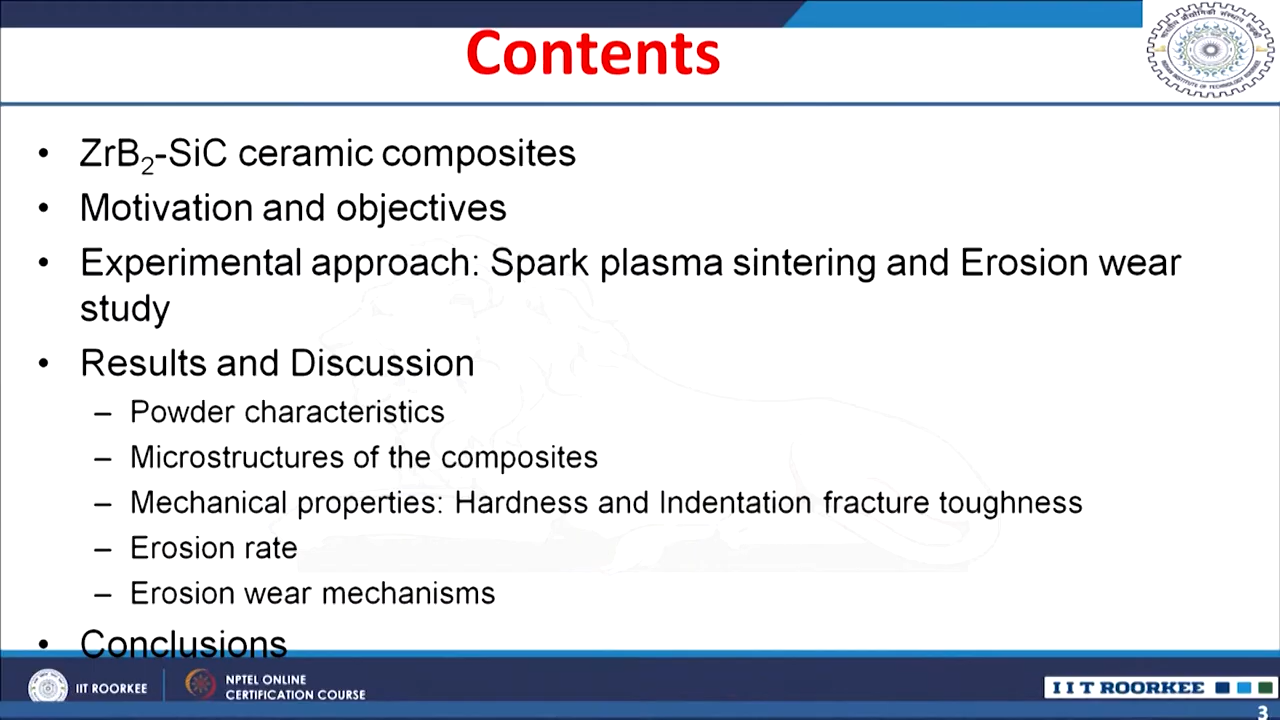 Contents
• ZrB2-SiC ceramic composites
• Motivation and objectives
• Experimental approach: Spark plasma sintering and Erosion wear
study
• Results and Discussion
– Powder characteristics
– Microstructures of the composites
– Mechanical properties: Hardness and Indentation fracture toughness
– Erosion rate
– Erosion wear mechanisms
• Conclusions
IIT ROORKEE
NPTEL ONLINE
CERTIFICATION COURSE
I I T ROORKEE
3